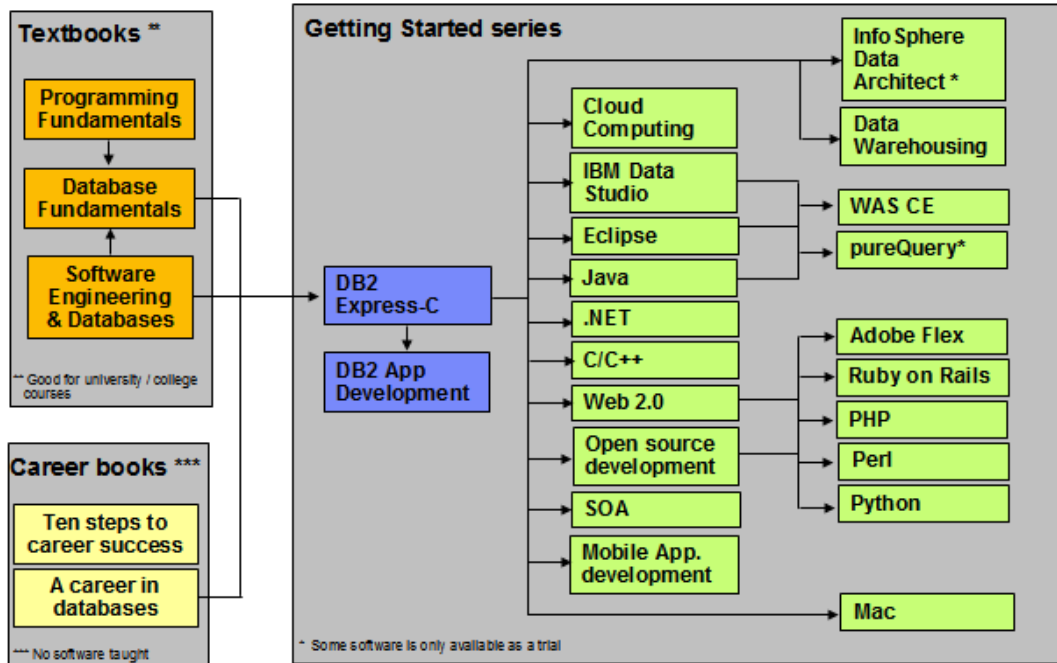 Textbooks **
Programming
Fundamentals
Database
Fundamentals
Software
Engineering
& Databases
** Good for university / college
courses
Career books ***
Ten steps to
career success
A career in
databases
*** No software taught
Getting Started series
DB2
Express-C
DB2 App
Development
Cloud
Computing
IBM Data
Studio
Eclipse
Java
.NET
C/C++
Web 2.0
Open source
development
SOA
Mobile App.
development
InfoSphere
Data
Architect *
Data
Warehousing
WAS CE
pureQuery*
Adobe Flex
Ruby on Rails
PHP
Perl
Python
Mac
* Some software is only available as a trial